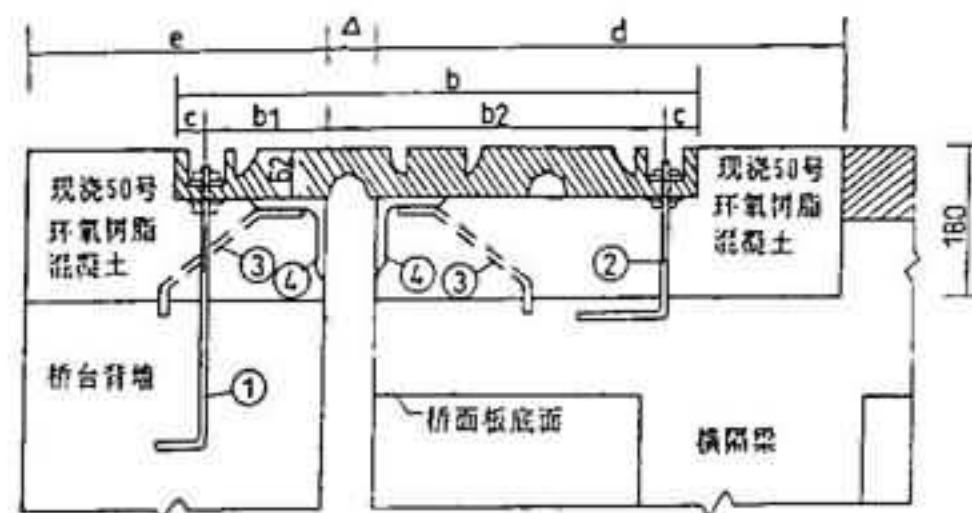 e Δ d
b
c b1 b2 c
62
现浇50号
环氧树脂
混凝土
现浇50号
环氧树脂
混凝土
180
③ ④ ④ ③ ②
桥台背墙
①
桥面板底面
横隔梁